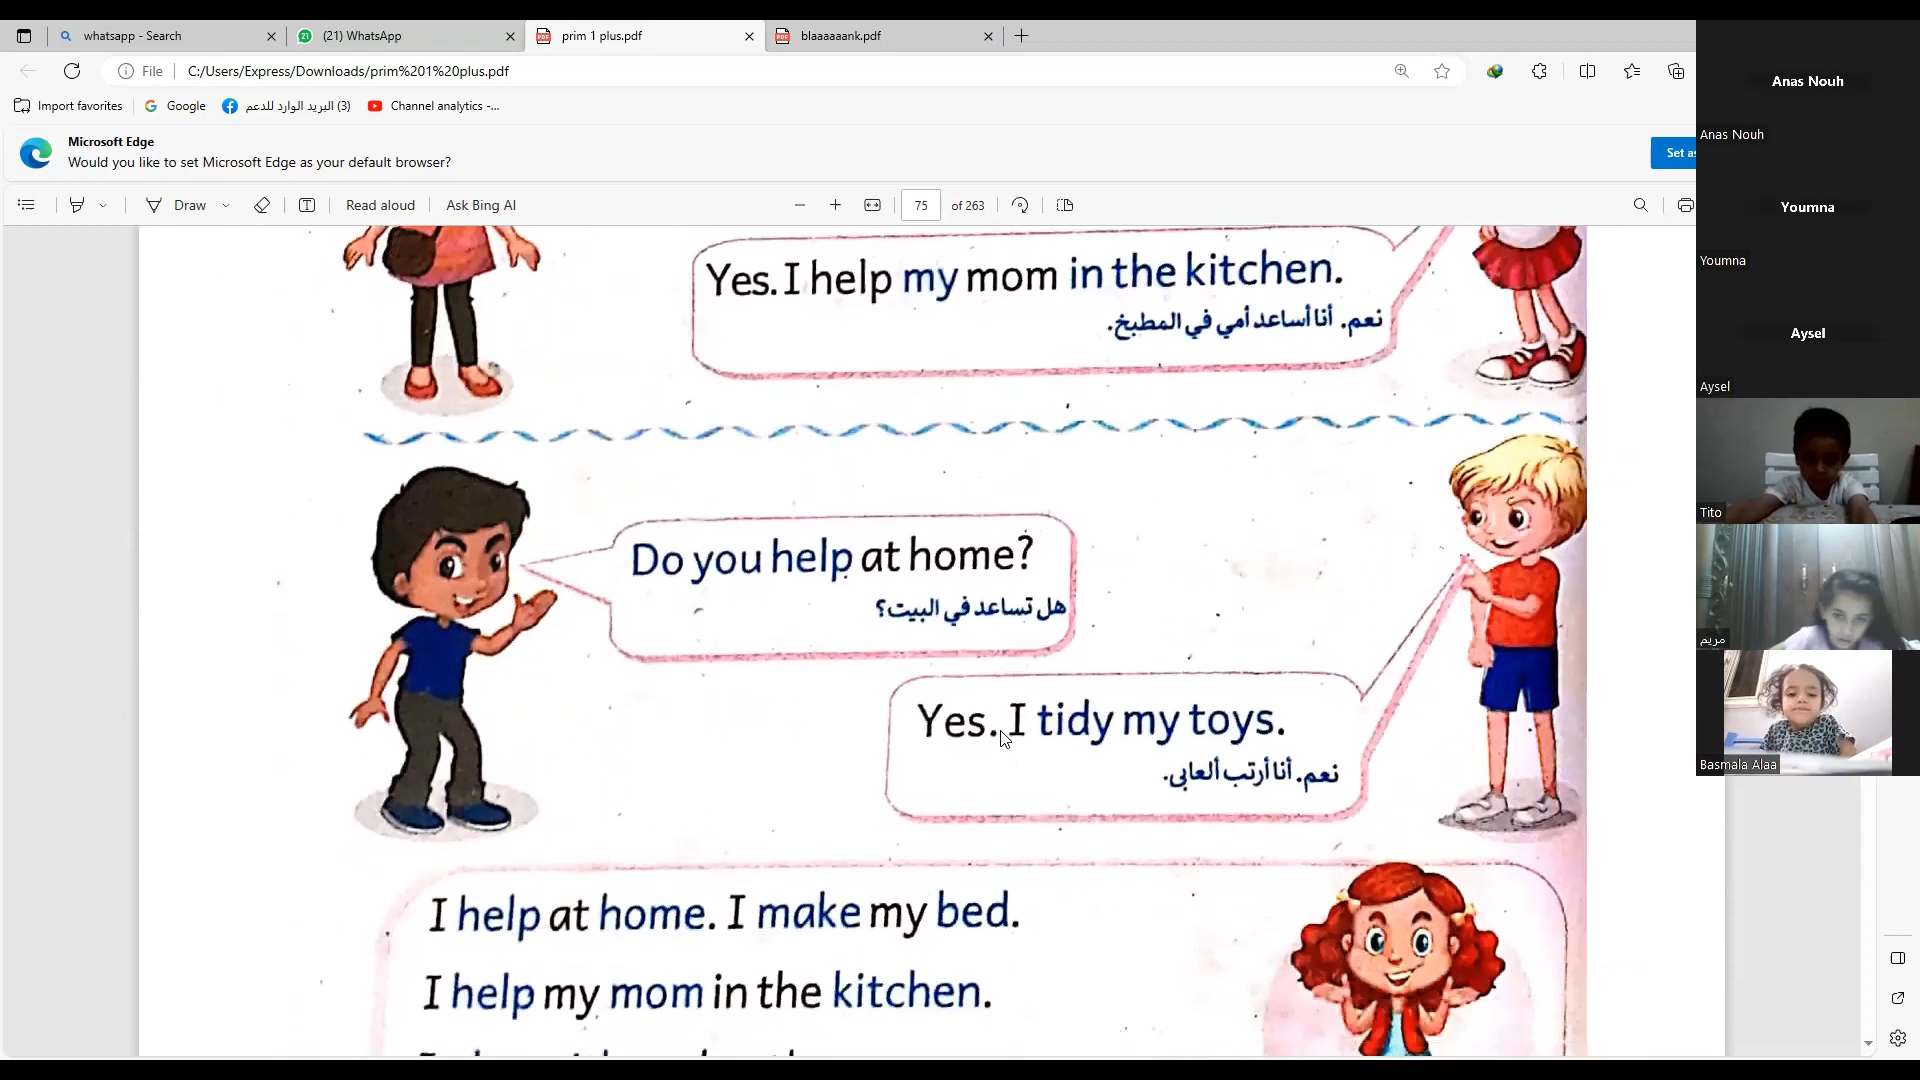 whatsapp - Search
(21) WhatsApp
prim 1 plus.pdf
blaaaaaank.pdf
File
C:/Users/Express/Downloads/prim%201%20plus.pdf
Import favorites
Google
(3) البريد الوارد للدعم
Channel analytics -...
Microsoft Edge
Would you like to set Microsoft Edge as your default browser?
Set as
Draw
Read aloud
Ask Bing AI
75
of 263
Yes. I help my mom in the kitchen.
نعم. أنا أساعد أمي في المطبخ.
Do you help at home?
هل تساعد في البيت؟
Yes. I tidy my toys.
نعم. أنا أرتب ألعابى.
I help at home. I make my bed.
I help my mom in the kitchen.
Anas Nouh
Anas Nouh
Youmna
Youmna
Aysel
Aysel
Tito
مريم
Basmala Alaa